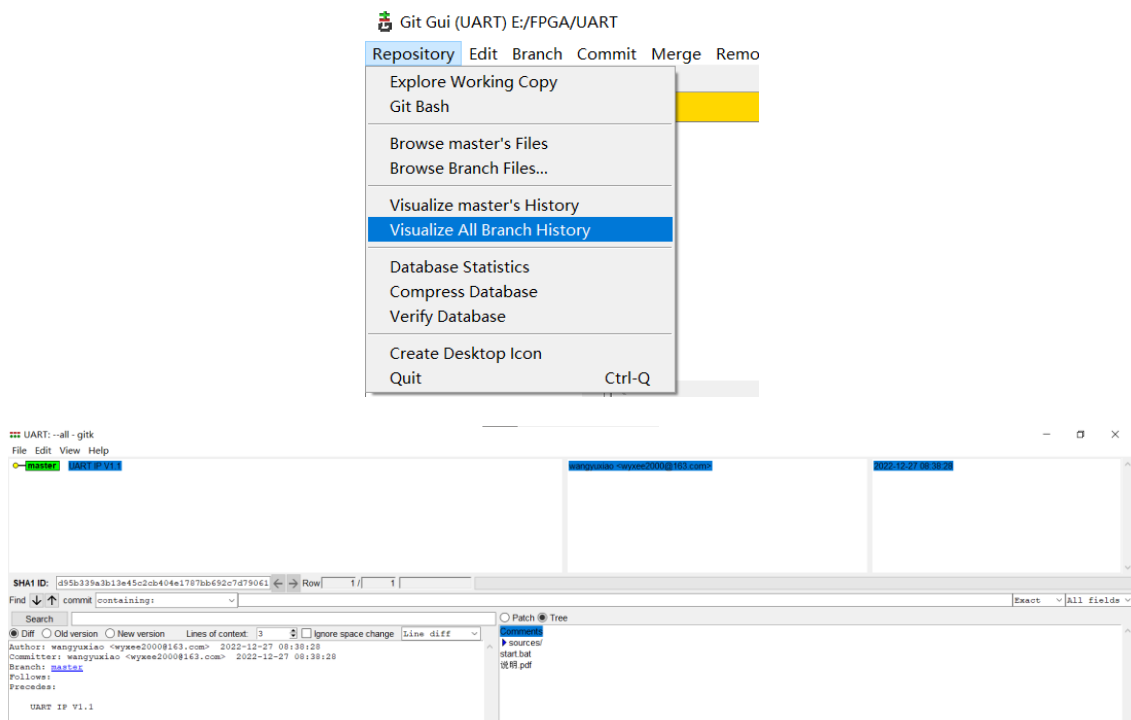 Git Gui (UART) E:/FPGA/UART
Repository Edit Branch Commit Merge Remo
Explore Working Copy
Git Bash
Browse master's Files
Browse Branch Files...
Visualize master's History
Visualize All Branch History
Database Statistics
Compress Database
Verify Database
Create Desktop Icon
Quit Ctrl-Q
UART: --all - gitk
File Edit View Help
master UART IP V1.1 wangyuxiao <wyxee2000@163.com> 2022-12-27 08:38:28
SHA1 ID: d95b339a3b13e45c2cb404e1787bb692c7d79061 Row 1 / 1
Find commit containing: Exact All fields
Search Patch Tree
Diff Old version New version Lines of context: 3 Ignore space change Line diff Comments
Author: wangyuxiao <wyxee2000@163.com> 2022-12-27 08:38:28 sources/
Committer: wangyuxiao <wyxee2000@163.com> 2022-12-27 08:38:28 start.bat
Branch: master 说明.pdf
Follows:
Precedes:
UART IP V1.1